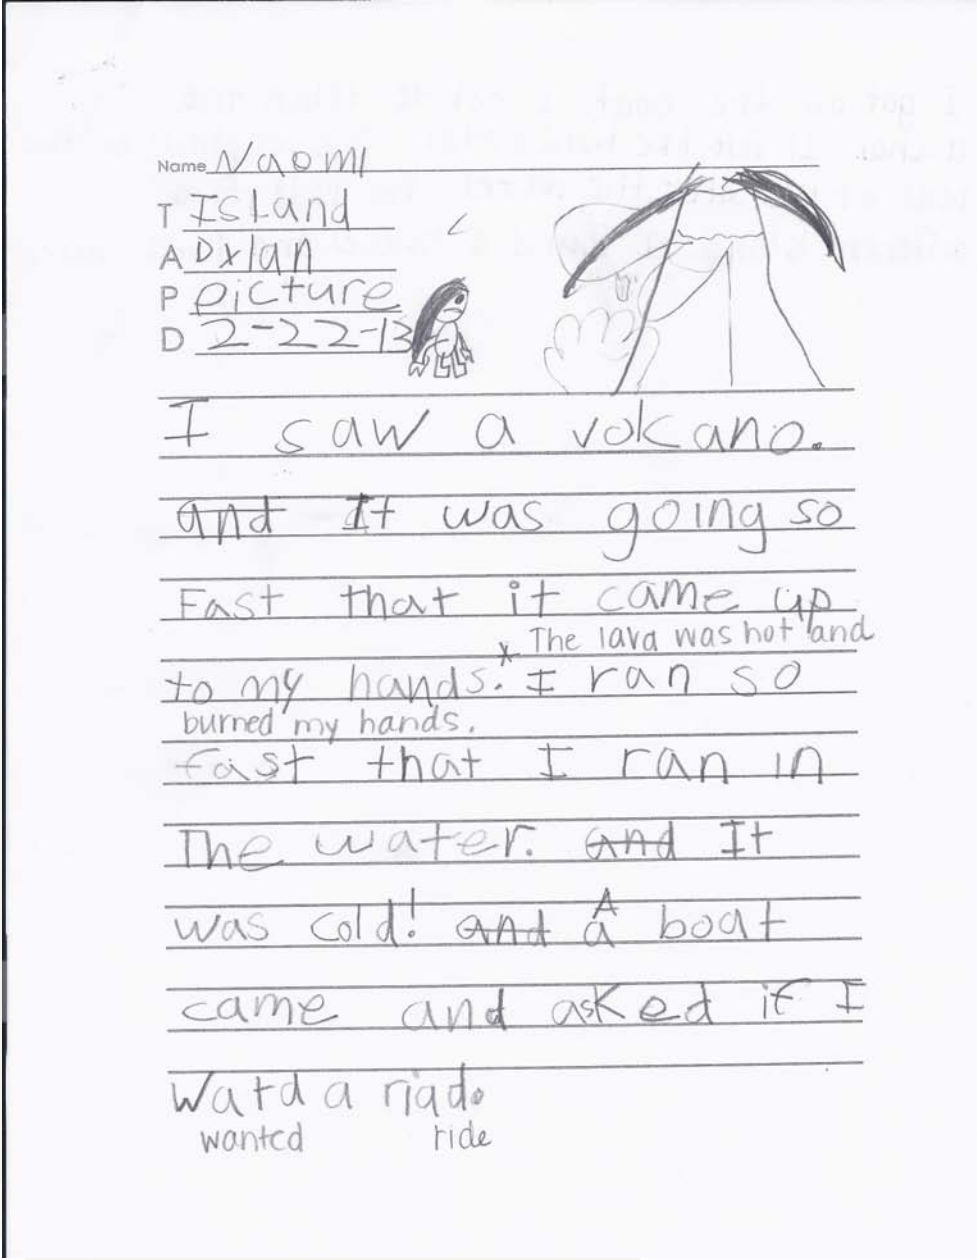 Name Naomi
T Island
A Dylan
P picture
D 2-22-13
I saw a volcano.
and It was going so
Fast that it came up
* The lava was hot and
to my hands. I ran so
burned my hands.
fast that I ran in
The water. and It
was cold! and A boat
came and asked if I
Watd a riad.
wanted ride